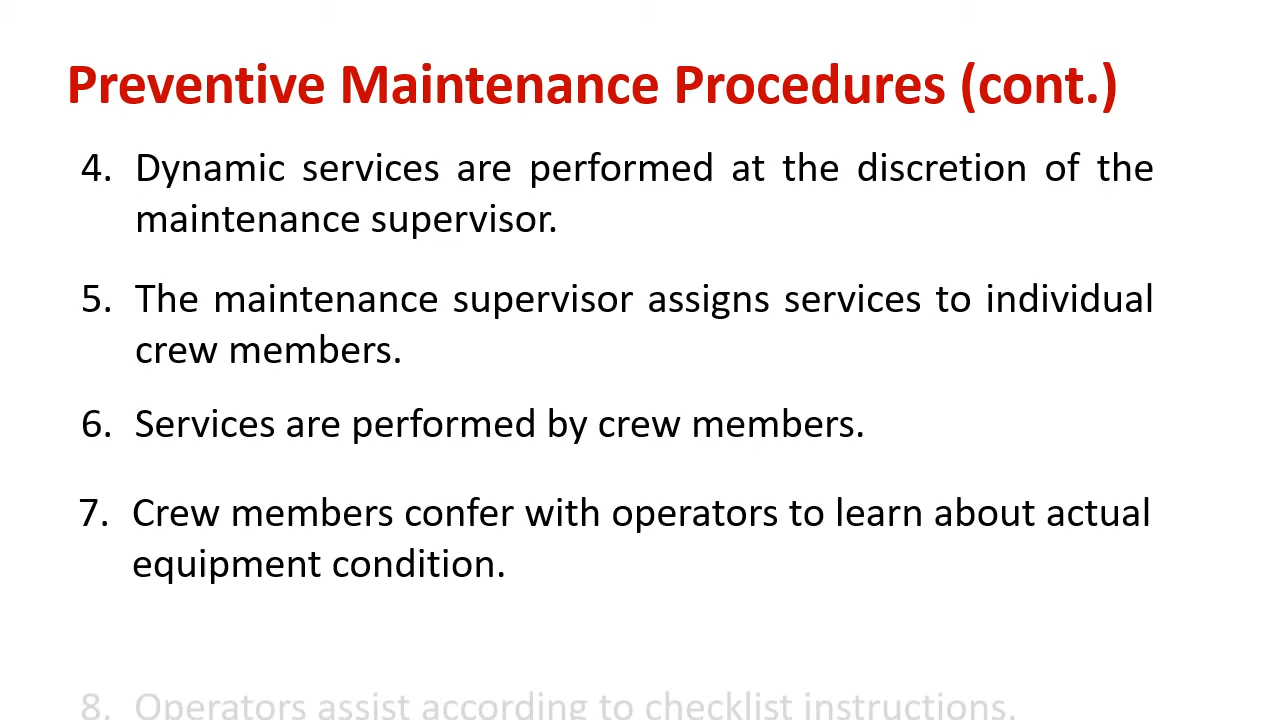 Preventive Maintenance Procedures (cont.)
4. Dynamic services are performed at the discretion of the
maintenance supervisor.
5. The maintenance supervisor assigns services to individual
crew members.
6. Services are performed by crew members.
7. Crew members confer with operators to learn about actual
equipment condition.
8. Operators assist according to checklist instructions.